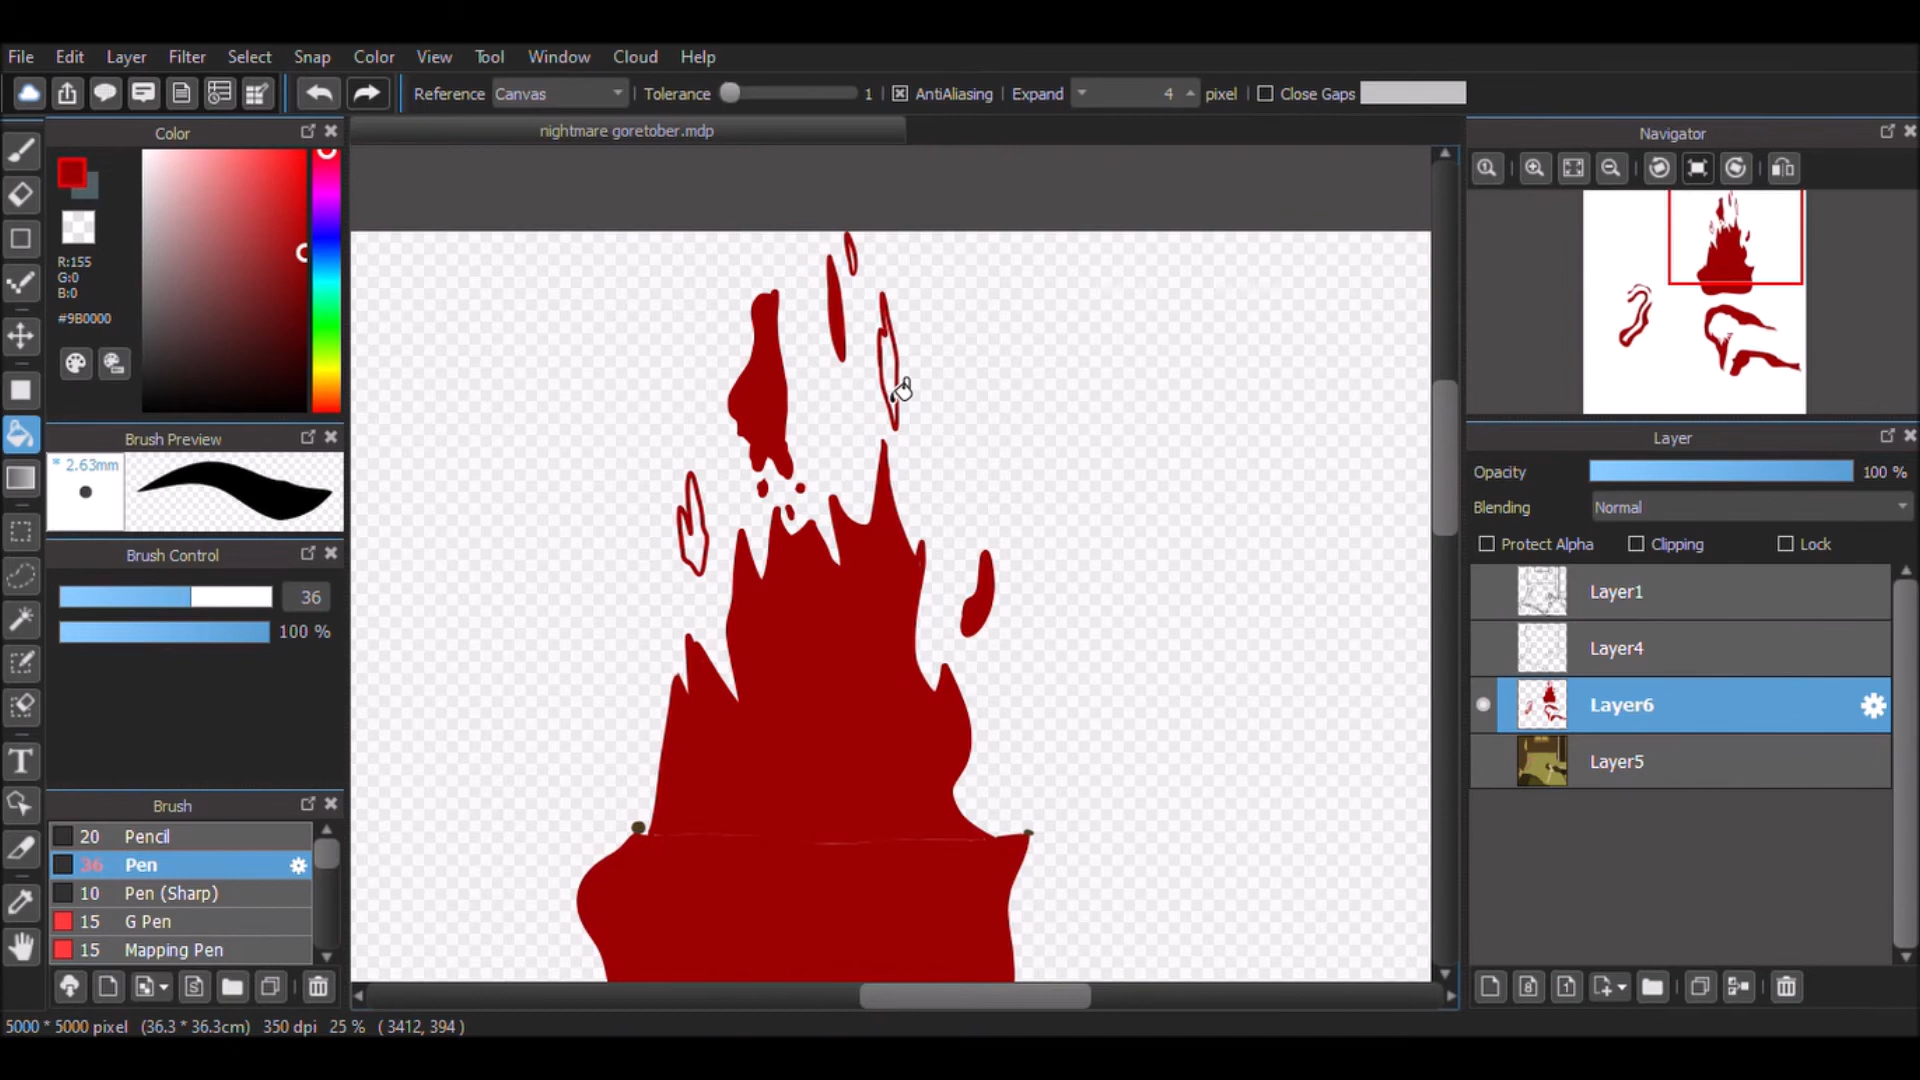 File Edit Layer Filter Select Snap Color View Tool Window Cloud Help
Reference Canvas Tolerance 1 AntiAliasing Expand 4 pixel Close Gaps
Color
nightmare goretober.mdp
Navigator
R:155
G:0
B:0
#9B0000
Brush Preview
* 2.63mm
Layer
Opacity 100 %
Blending Normal
Protect Alpha Clipping Lock
Brush Control
36
100 %
Layer1
Layer4
Layer6
Layer5
Brush
20 Pencil
36 Pen
10 Pen (Sharp)
15 G Pen
15 Mapping Pen
5000 * 5000 pixel (36.3 * 36.3cm) 350 dpi 25 % ( 3412, 394 )